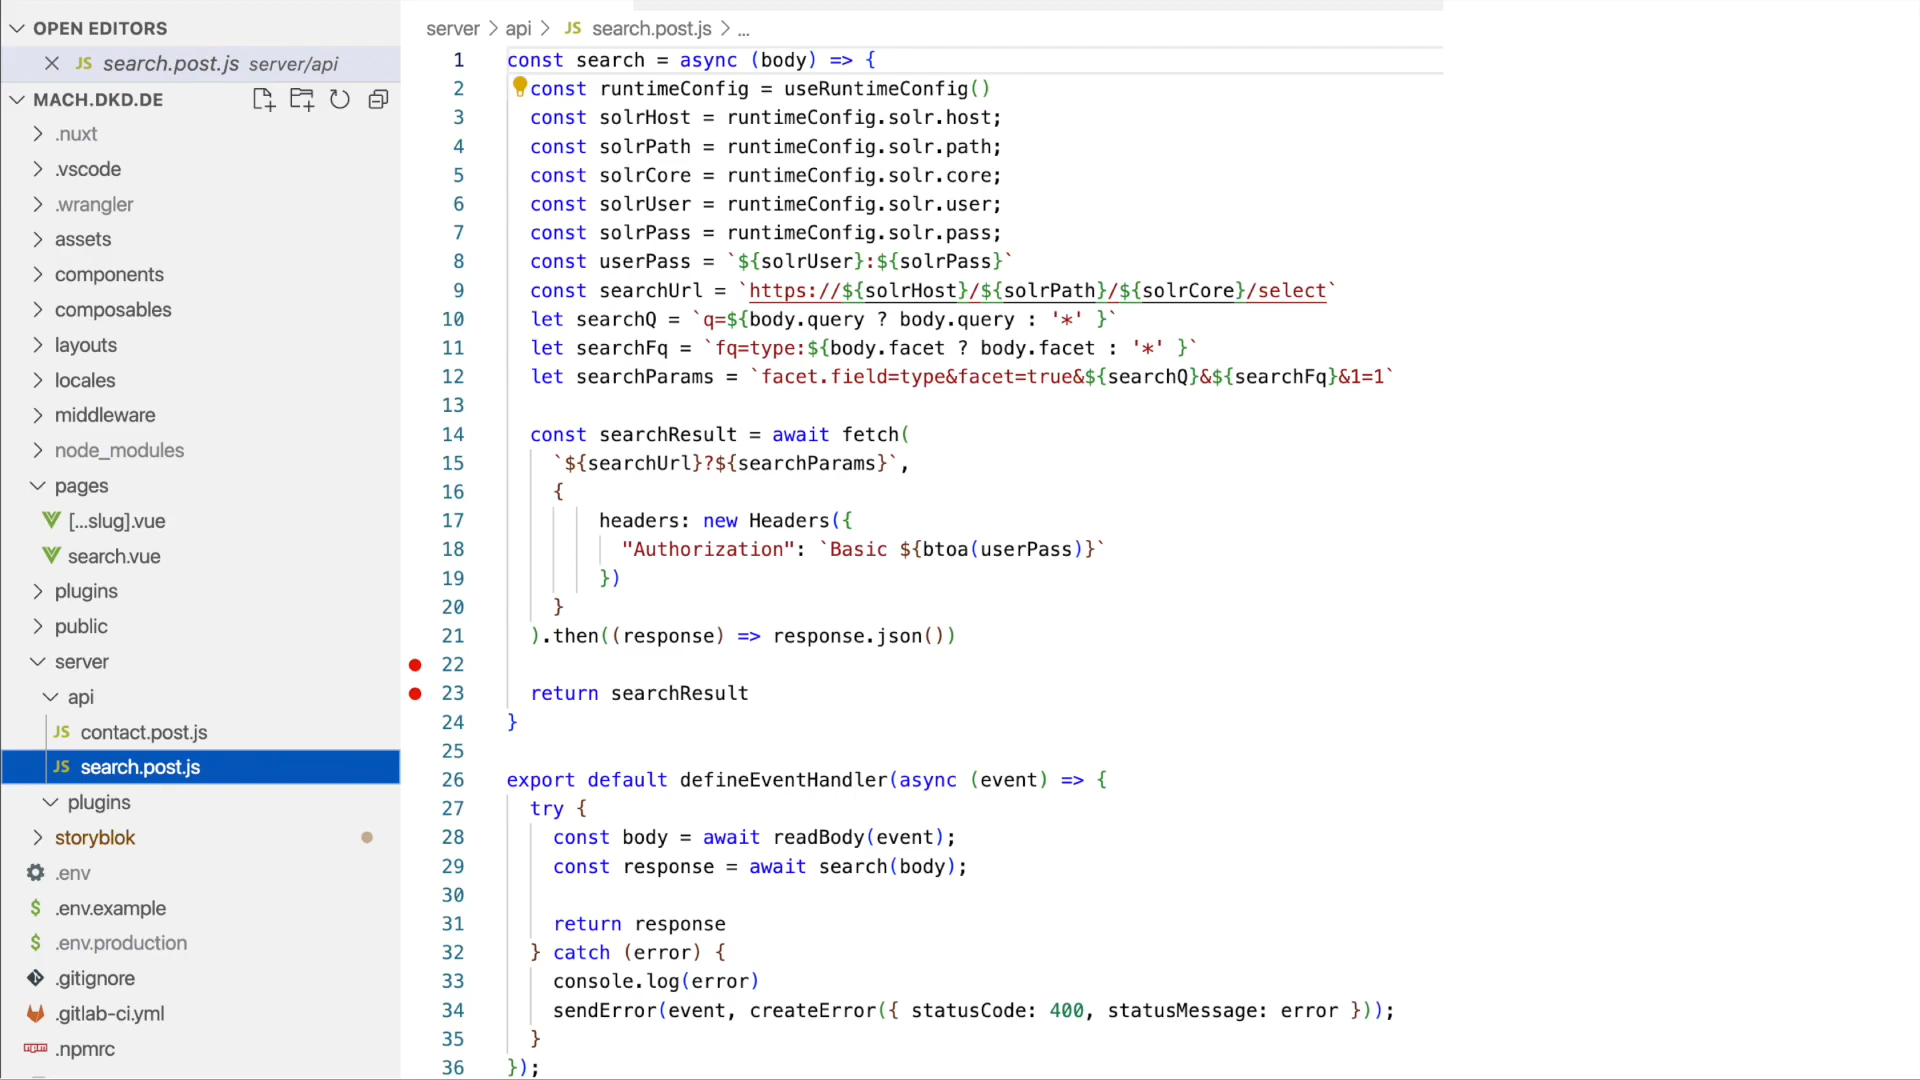 OPEN EDITORS
JS search.post.js server/api
MACH.DKD.DE
.nuxt
.vscode
.wrangler
assets
components
composables
layouts
locales
middleware
node_modules
pages
[...slug].vue
search.vue
plugins
public
server
api
JS contact.post.js
JS search.post.js
plugins
storyblok
.env
$ .env.example
$ .env.production
.gitignore
.gitlab-ci.yml
npm .npmrc
server > api > JS search.post.js > ...
1 const search = async (body) => {
2 const runtimeConfig = useRuntimeConfig()
3 const solrHost = runtimeConfig.solr.host;
4 const solrPath = runtimeConfig.solr.path;
5 const solrCore = runtimeConfig.solr.core;
6 const solrUser = runtimeConfig.solr.user;
7 const solrPass = runtimeConfig.solr.pass;
8 const userPass = `${solrUser}:${solrPass}`
9 const searchUrl = `https://${solrHost}/${solrPath}/${solrCore}/select`
10 let searchQ = `q=${body.query ? body.query : '*' }`
11 let searchFq = `fq=type:${body.facet ? body.facet : '*' }`
12 let searchParams = `facet.field=type&facet=true&${searchQ}&${searchFq}&1=1`
13
14 const searchResult = await fetch(
15 `${searchUrl}?${searchParams}`,
16 {
17 headers: new Headers({
18 "Authorization": `Basic ${btoa(userPass)}`
19 })
20 }
21 ).then((response) => response.json())
22
23 return searchResult
24 }
25
26 export default defineEventHandler(async (event) => {
27 try {
28 const body = await readBody(event);
29 const response = await search(body);
30
31 return response
32 } catch (error) {
33 console.log(error)
34 sendError(event, createError({ statusCode: 400, statusMessage: error }));
35 }
36 });